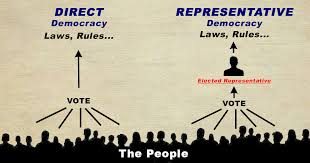 DIRECT
Democracy
Laws, Rules...
VOTE
REPRESENTATIVE
Democracy
Laws, Rules...
Elected Representative
VOTE
The People